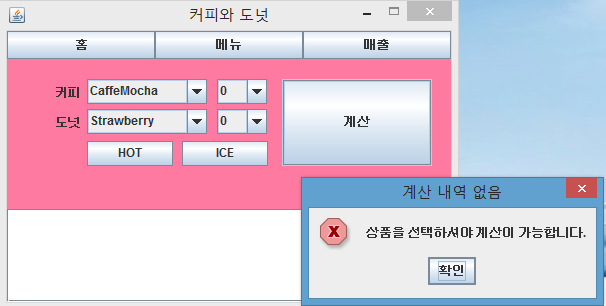 커피와 도넛
홈 메뉴 매출
커피 CaffeMocha 0
도넛 Strawberry 0
계산
HOT ICE
계산 내역 없음
상품을 선택하셔야 계산이 가능합니다.
확인